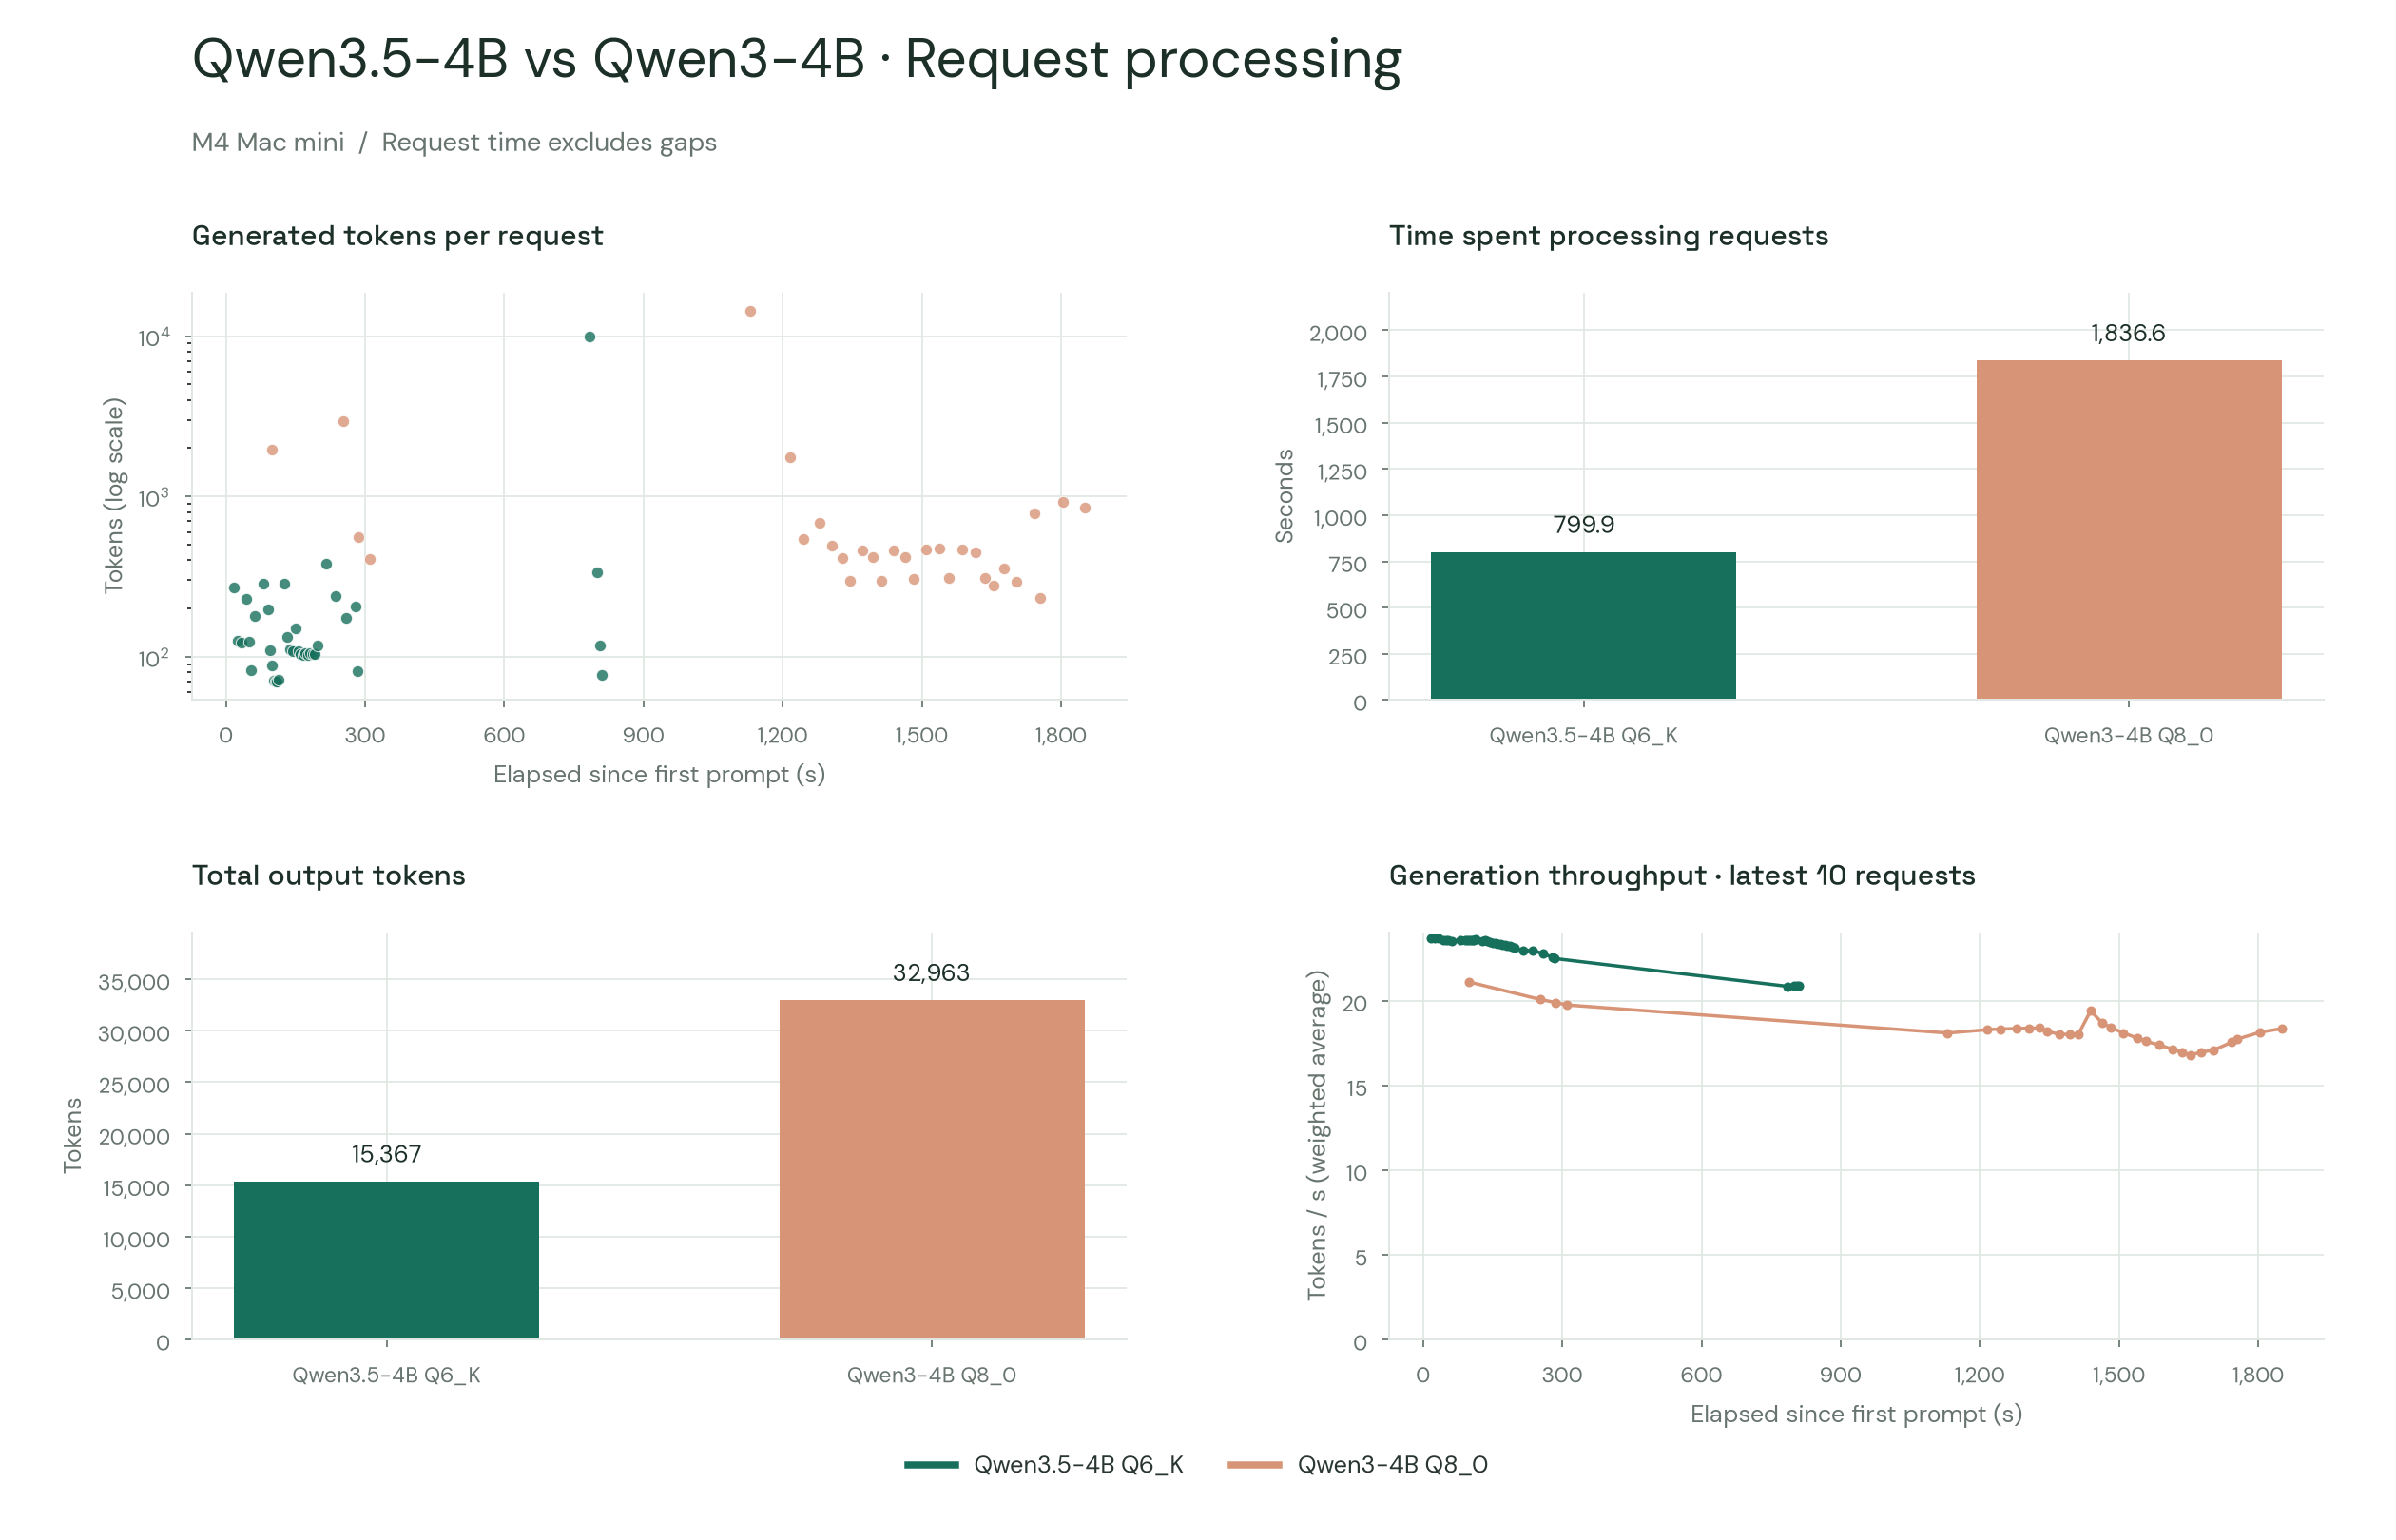 Qwen3.5-4B vs Qwen3-4B · Request processing
M4 Mac mini / Request time excludes gaps
Generated tokens per request
Tokens (log scale)
10⁴
10³
10²
0 300 600 900 1,200 1,500 1,800
Elapsed since first prompt (s)
Time spent processing requests
Seconds
2,000
1,750
1,500
1,250
1,000
750
500
250
0
799.9
1,836.6
Qwen3.5-4B Q6_K Qwen3-4B Q8_0
Total output tokens
Tokens
35,000
30,000
25,000
20,000
15,000
10,000
5,000
0
15,367
32,963
Qwen3.5-4B Q6_K Qwen3-4B Q8_0
Generation throughput · latest 10 requests
Tokens / s (weighted average)
20
15
10
5
0
0 300 600 900 1,200 1,500 1,800
Elapsed since first prompt (s)
Qwen3.5-4B Q6_K Qwen3-4B Q8_0